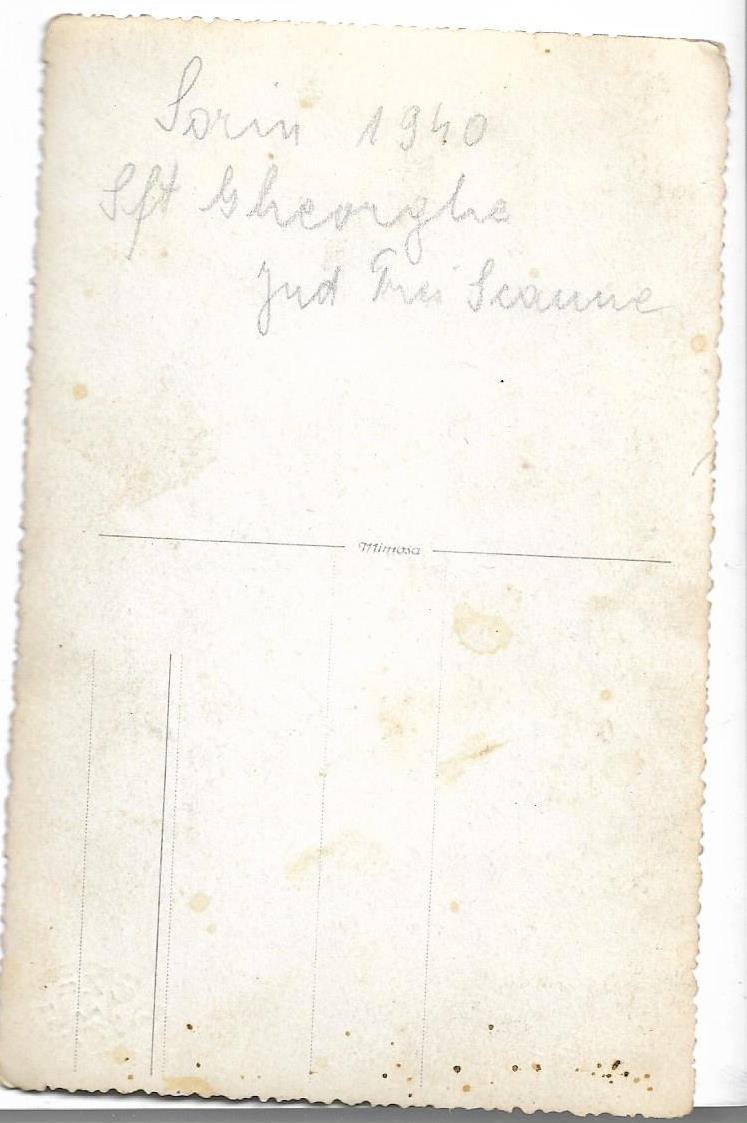 Sorin 1940
Sft Gheorghe
Jud Trei Scaune
Mimosa